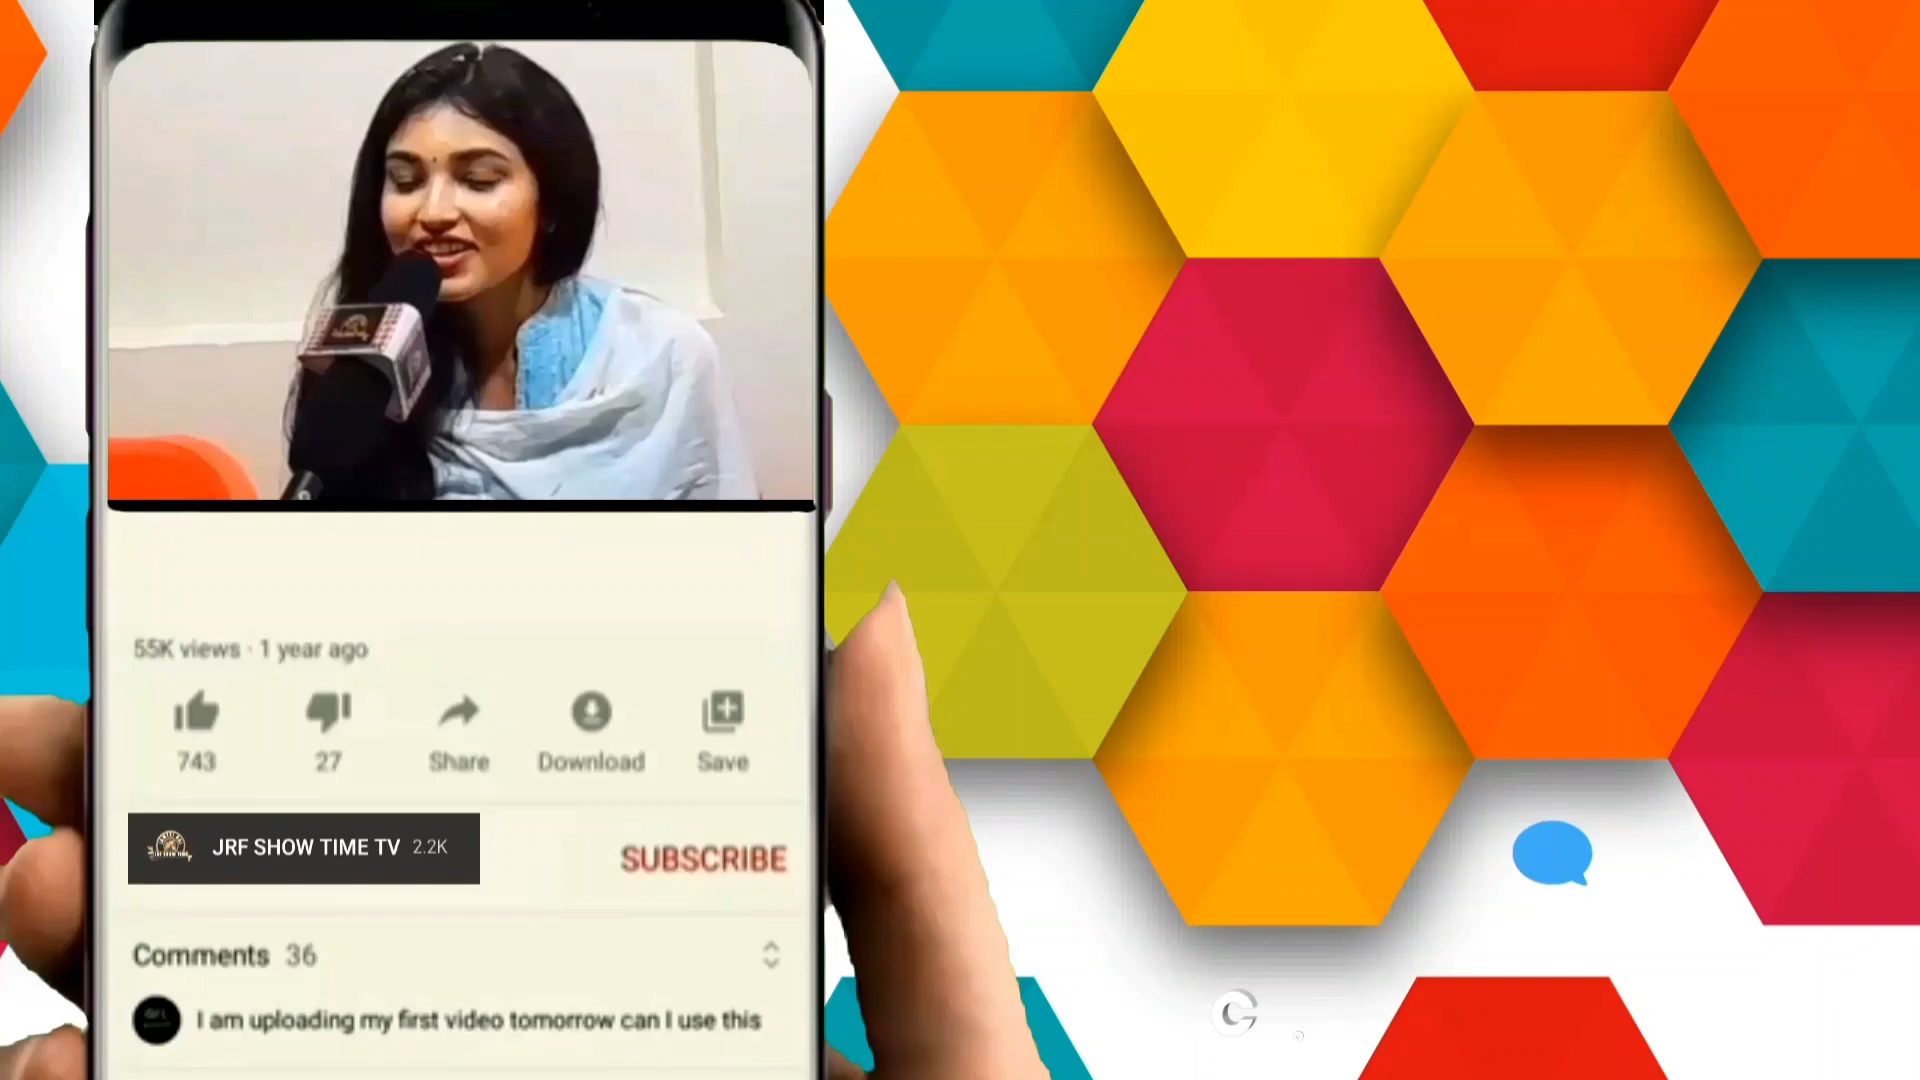 55K views · 1 year ago
743
27
Share
Download
Save
JRF SHOW TIME TV 2.2K
SUBSCRIBE
Comments 36
I am uploading my first video tomorrow can I use this